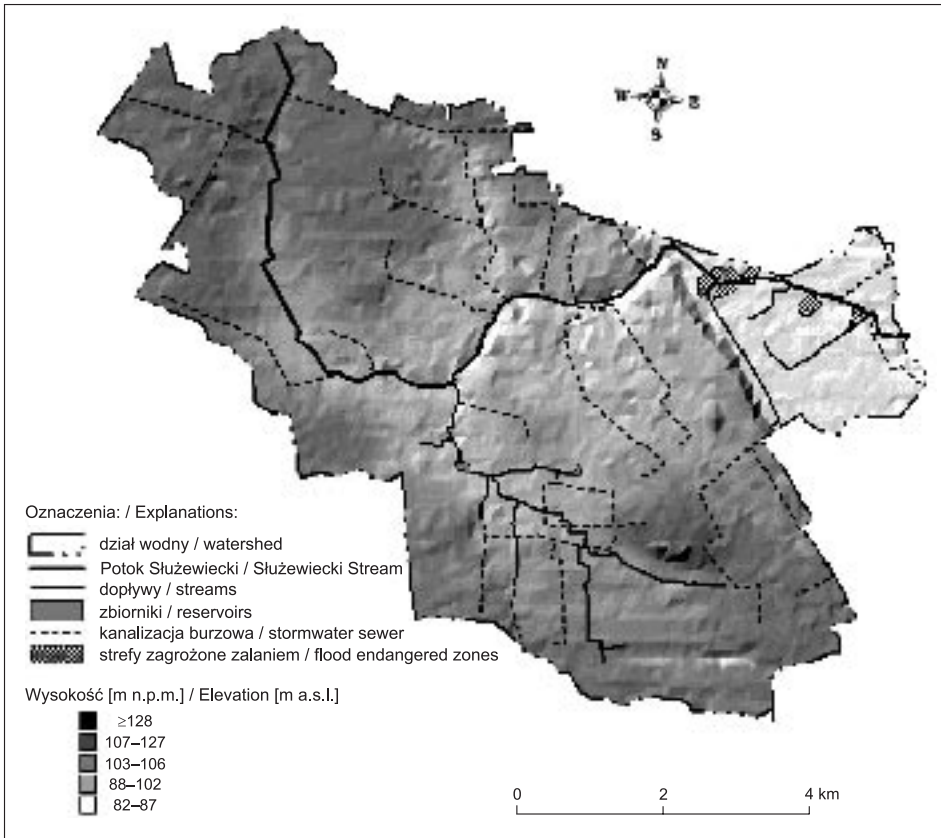 N
W E
S
Oznaczenia: / Explanations:
dział wodny / watershed
Potok Służewiecki / Służewiecki Stream
dopływy / streams
zbiorniki / reservoirs
kanalizacja burzowa / stormwater sewer
strefy zagrożone zalaniem / flood endangered zones
Wysokość [m n.p.m.] / Elevation [m a.s.l.]
≥128
107–127
103–106
88–102
82–87
0 2 4 km